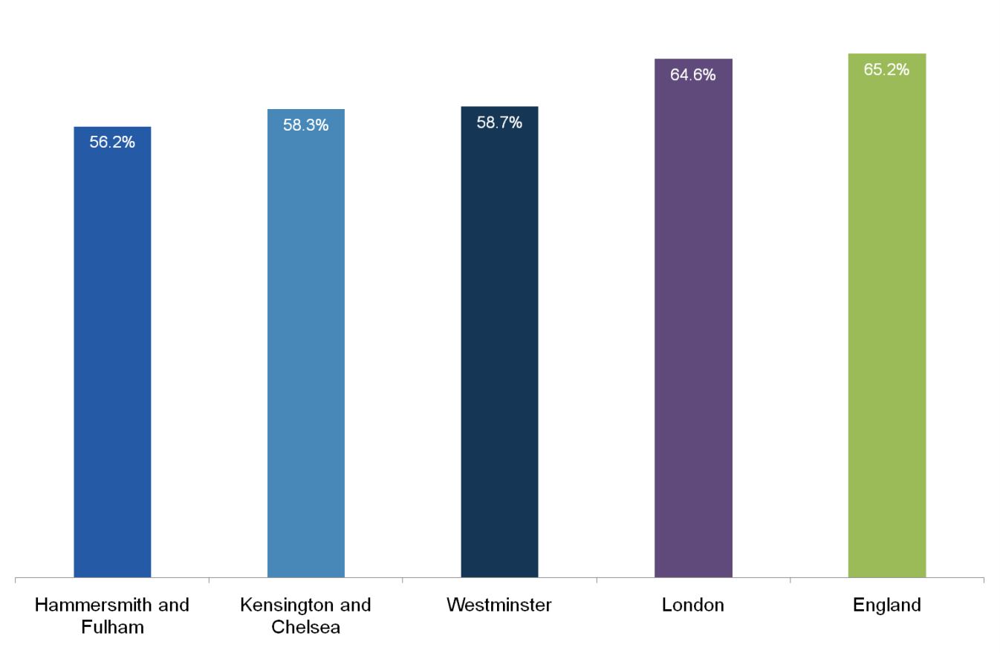 56.2%
58.3%
58.7%
64.6%
65.2%
Hammersmith and
Fulham
Kensington and
Chelsea
Westminster
London
England